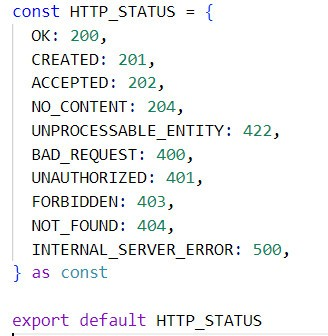 const HTTP_STATUS = {
  OK: 200,
  CREATED: 201,
  ACCEPTED: 202,
  NO_CONTENT: 204,
  UNPROCESSABLE_ENTITY: 422,
  BAD_REQUEST: 400,
  UNAUTHORIZED: 401,
  FORBIDDEN: 403,
  NOT_FOUND: 404,
  INTERNAL_SERVER_ERROR: 500,
} as const

export default HTTP_STATUS